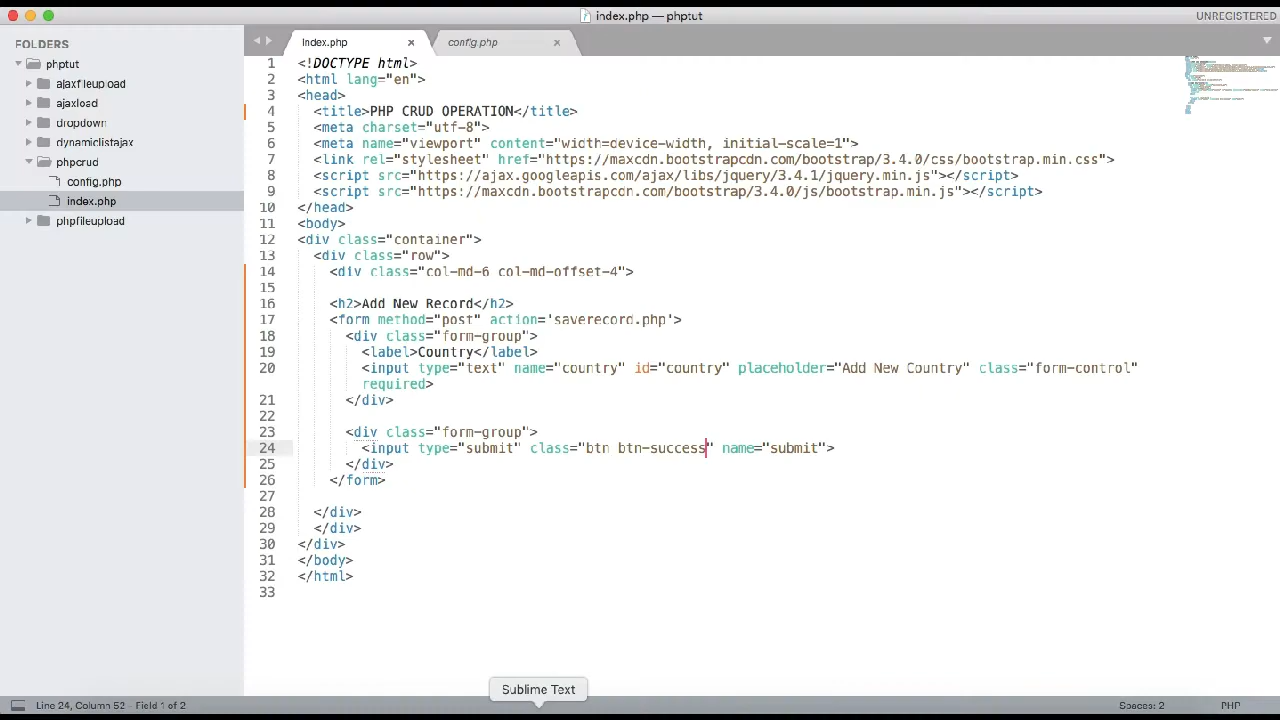 index.php — phptut
UNREGISTERED
FOLDERS
phptut
ajaxfileupload
ajaxload
dropdown
dynamiclistajax
phpcrud
config.php
index.php
phpfileupload
index.php
config.php
1 <!DOCTYPE html>
2 <html lang="en">
3 <head>
4 <title>PHP CRUD OPERATION</title>
5 <meta charset="utf-8">
6 <meta name="viewport" content="width=device-width, initial-scale=1">
7 <link rel="stylesheet" href="https://maxcdn.bootstrapcdn.com/bootstrap/3.4.0/css/bootstrap.min.css">
8 <script src="https://ajax.googleapis.com/ajax/libs/jquery/3.4.1/jquery.min.js"></script>
9 <script src="https://maxcdn.bootstrapcdn.com/bootstrap/3.4.0/js/bootstrap.min.js"></script>
10 </head>
11 <body>
12 <div class="container">
13 <div class="row">
14 <div class="col-md-6 col-md-offset-4">
15
16 <h2>Add New Record</h2>
17 <form method="post" action='saverecord.php'>
18 <div class="form-group">
19 <label>Country</label>
20 <input type="text" name="country" id="country" placeholder="Add New Country" class="form-control"
required>
21 </div>
22
23 <div class="form-group">
24 <input type="submit" class="btn btn-success" name="submit">
25 </div>
26 </form>
27
28 </div>
29 </div>
30 </div>
31 </body>
32 </html>
33
Sublime Text
Line 24, Column 52 - Field 1 of 2
Spaces: 2
PHP